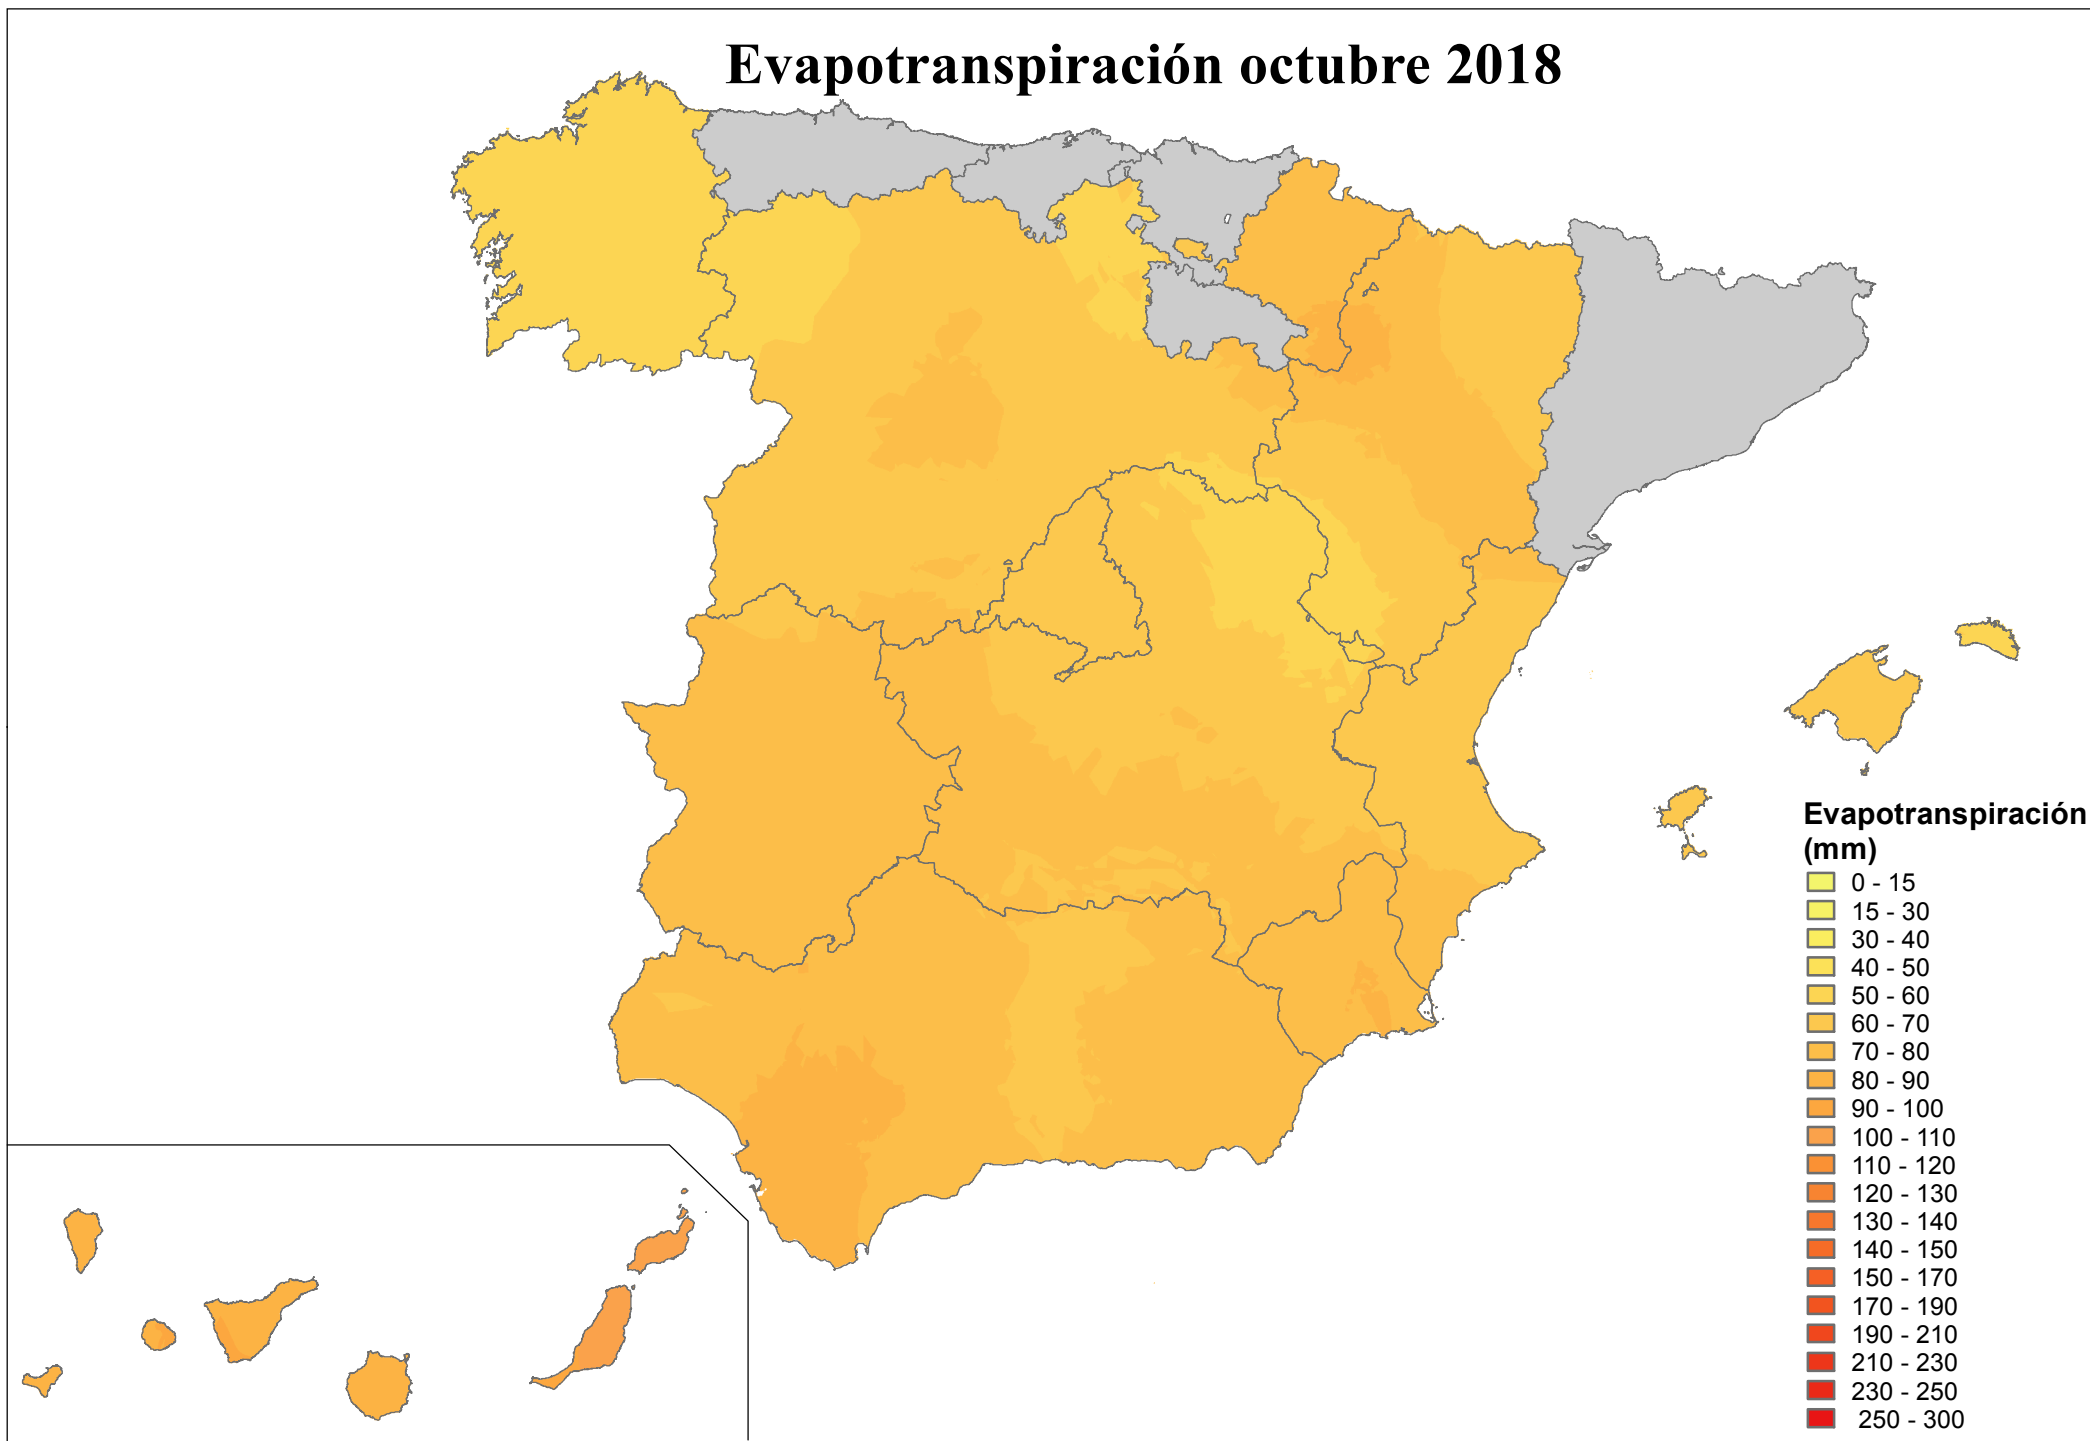 Evapotranspiración octubre 2018
Evapotranspiración
(mm)
0 - 15
15 - 30
30 - 40
40 - 50
50 - 60
60 - 70
70 - 80
80 - 90
90 - 100
100 - 110
110 - 120
120 - 130
130 - 140
140 - 150
150 - 170
170 - 190
190 - 210
210 - 230
230 - 250
250 - 300